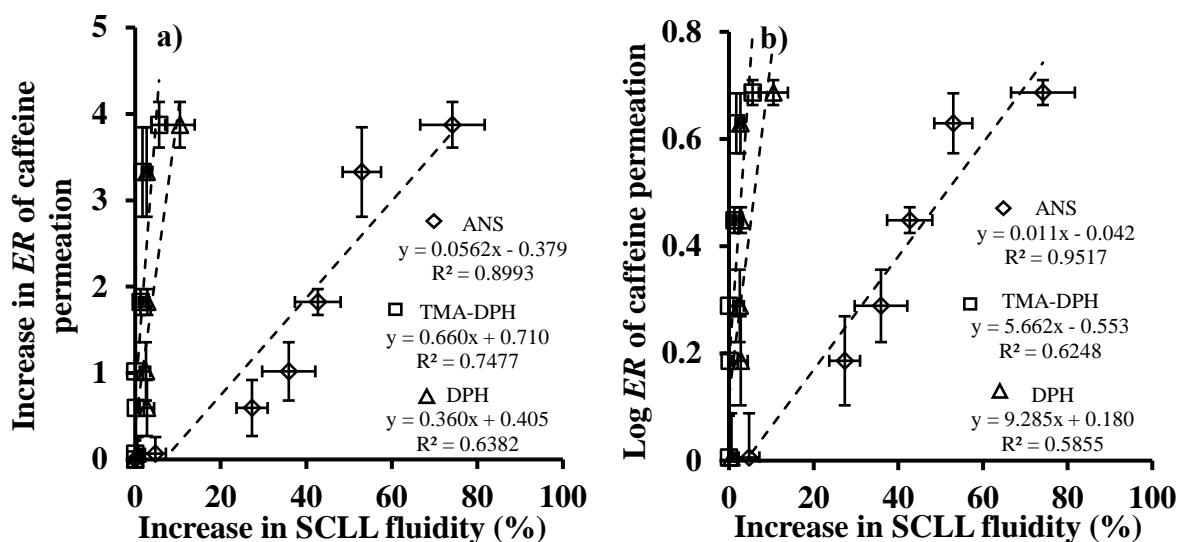 a)
Increase in ER of caffeine
permeation
5
4
3
2
1
0
ANS
y = 0.0562x - 0.379
R² = 0.8993
TMA-DPH
y = 0.660x + 0.710
R² = 0.7477
DPH
y = 0.360x + 0.405
R² = 0.6382
0 20 40 60 80 100
Increase in SCLL fluidity (%)
b)
Log ER of caffeine permeation
0.8
0.6
0.4
0.2
0
ANS
y = 0.011x - 0.042
R² = 0.9517
TMA-DPH
y = 5.662x - 0.553
R² = 0.6248
DPH
y = 9.285x + 0.180
R² = 0.5855
0 20 40 60 80 100
Increase in SCLL fluidity (%)